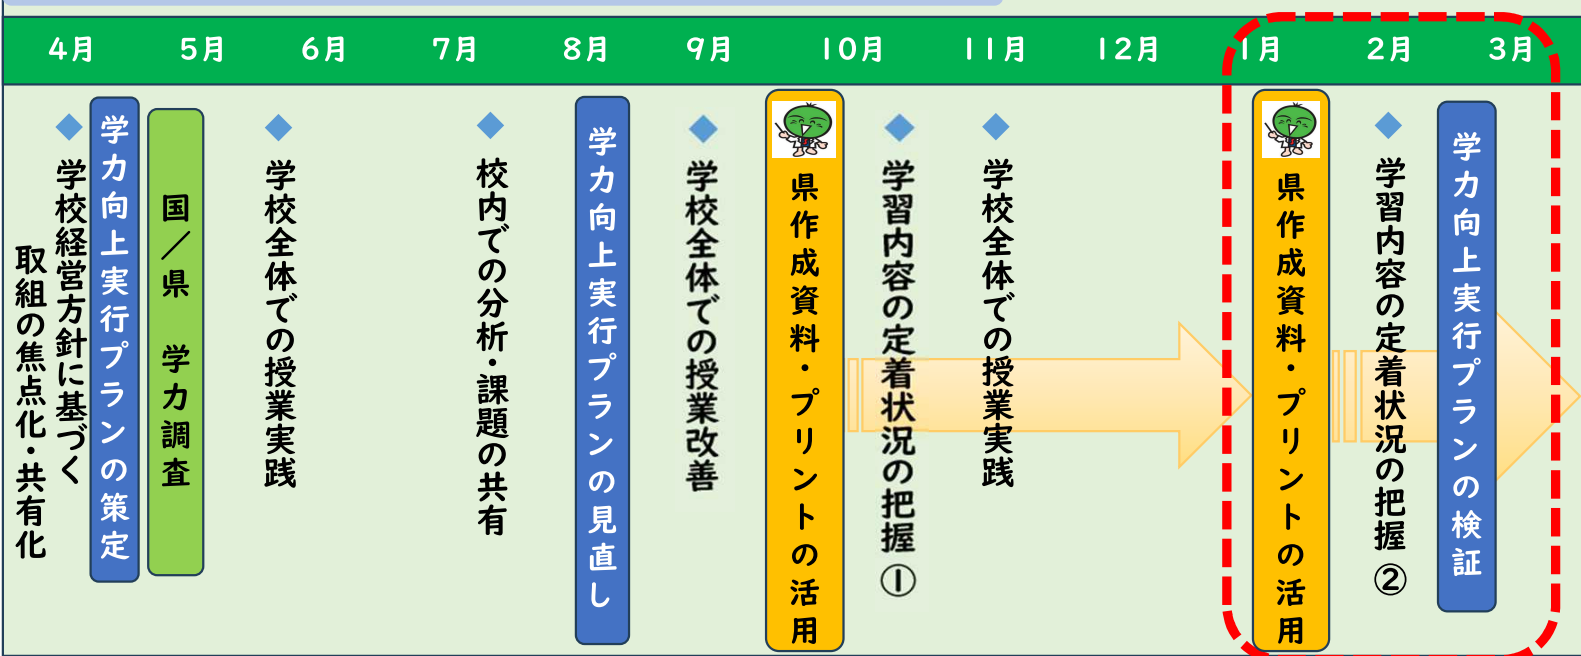 4月 5月 6月 7月 8月 9月 10月 11月 12月 1月 2月 3月
◆学校経営方針に基づく
取組の焦点化・共有化
学力向上実行プランの策定
国／県 学力調査
◆学校全体での授業実践
◆校内での分析・課題の共有
学力向上実行プランの見直し
◆学校全体での授業改善
県作成資料・プリントの活用
◆学習内容の定着状況の把握①
◆学校全体での授業実践
県作成資料・プリントの活用
◆学習内容の定着状況の把握②
学力向上実行プランの検証